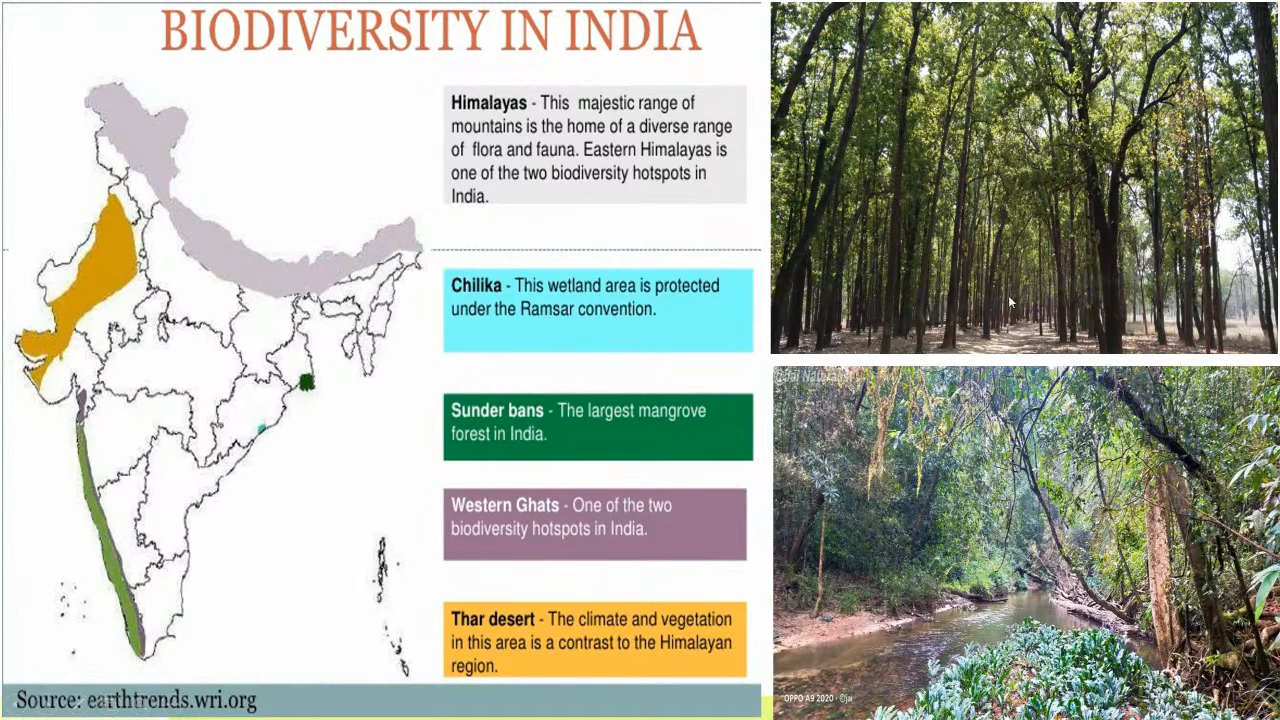 BIODIVERSITY IN INDIA
Himalayas - This majestic range of
mountains is the home of a diverse range
of flora and fauna. Eastern Himalayas is
one of the two biodiversity hotspots in
India.
Chilika - This wetland area is protected
under the Ramsar convention.
Sunder bans - The largest mangrove
forest in India.
Western Ghats - One of the two
biodiversity hotspots in India.
Thar desert - The climate and vegetation
in this area is a contrast to the Himalayan
region.
Source: earthtrends.wri.org
OPPO A9 2020